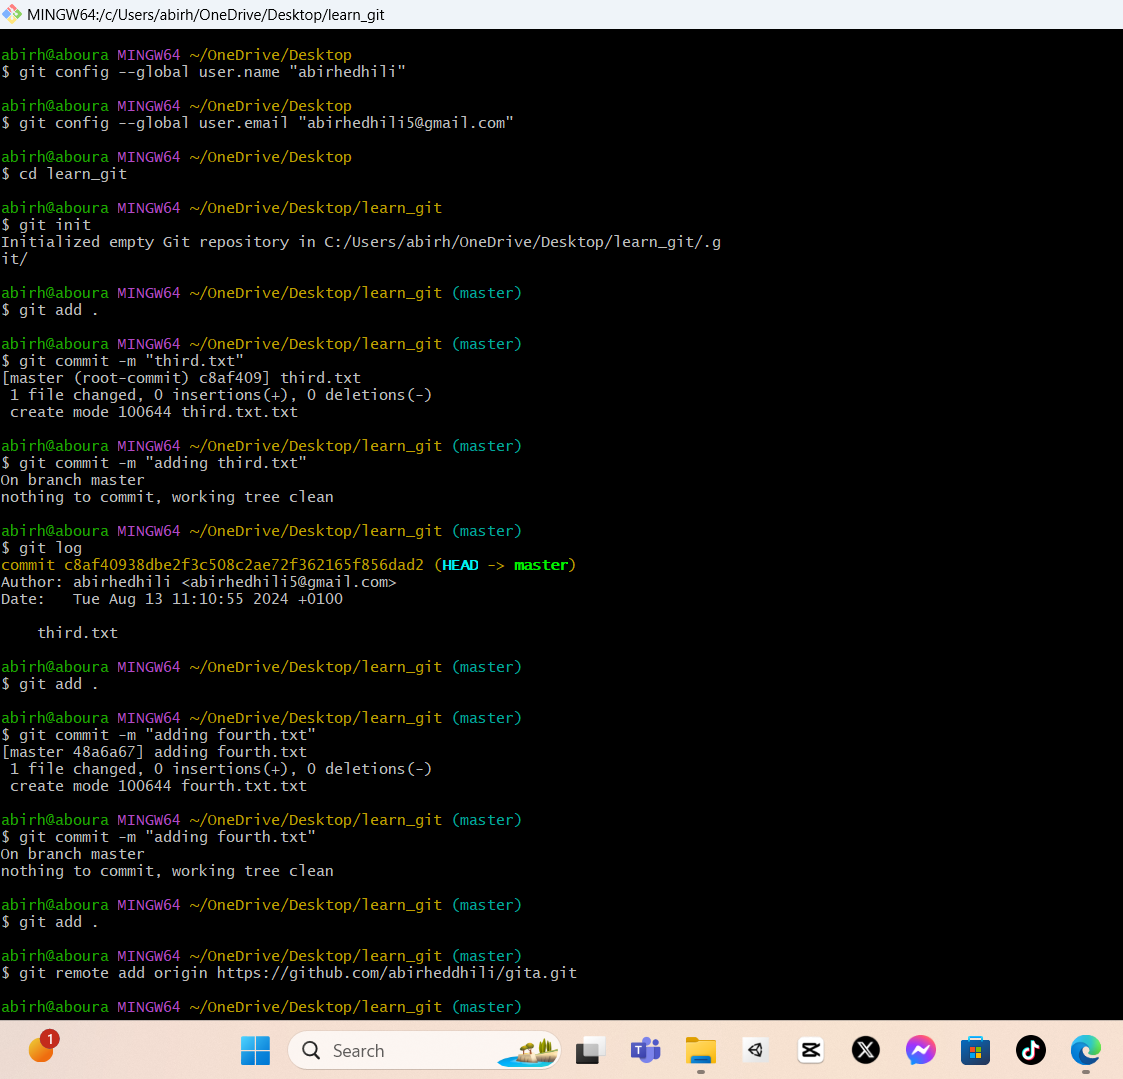 MINGW64:/c/Users/abirh/OneDrive/Desktop/learn_git
abirh@aboura MINGW64 ~/OneDrive/Desktop
$ git config --global user.name "abirhedhili"
abirh@aboura MINGW64 ~/OneDrive/Desktop
$ git config --global user.email "abirhedhili5@gmail.com"
abirh@aboura MINGW64 ~/OneDrive/Desktop
$ cd learn_git
abirh@aboura MINGW64 ~/OneDrive/Desktop/learn_git
$ git init
Initialized empty Git repository in C:/Users/abirh/OneDrive/Desktop/learn_git/.g
it/
abirh@aboura MINGW64 ~/OneDrive/Desktop/learn_git (master)
$ git add .
abirh@aboura MINGW64 ~/OneDrive/Desktop/learn_git (master)
$ git commit -m "third.txt"
[master (root-commit) c8af409] third.txt
1 file changed, 0 insertions(+), 0 deletions(-)
create mode 100644 third.txt.txt
abirh@aboura MINGW64 ~/OneDrive/Desktop/learn_git (master)
$ git commit -m "adding third.txt"
On branch master
nothing to commit, working tree clean
abirh@aboura MINGW64 ~/OneDrive/Desktop/learn_git (master)
$ git log
commit c8af40938dbe2f3c508c2ae72f362165f856dad2 (HEAD -> master)
Author: abirhedhili <abirhedhili5@gmail.com>
Date:   Tue Aug 13 11:10:55 2024 +0100
third.txt
abirh@aboura MINGW64 ~/OneDrive/Desktop/learn_git (master)
$ git add .
abirh@aboura MINGW64 ~/OneDrive/Desktop/learn_git (master)
$ git commit -m "adding fourth.txt"
[master 48a6a67] adding fourth.txt
1 file changed, 0 insertions(+), 0 deletions(-)
create mode 100644 fourth.txt.txt
abirh@aboura MINGW64 ~/OneDrive/Desktop/learn_git (master)
$ git commit -m "adding fourth.txt"
On branch master
nothing to commit, working tree clean
abirh@aboura MINGW64 ~/OneDrive/Desktop/learn_git (master)
$ git add .
abirh@aboura MINGW64 ~/OneDrive/Desktop/learn_git (master)
$ git remote add origin https://github.com/abirheddhili/gita.git
abirh@aboura MINGW64 ~/OneDrive/Desktop/learn_git (master)
1
Search